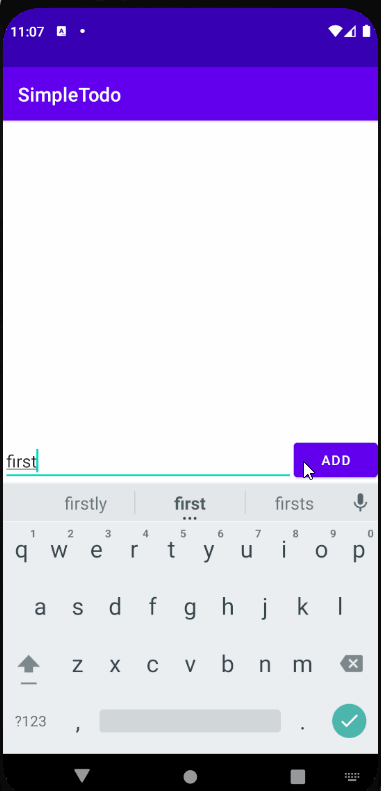 11:07 A
SimpleTodo
first
ADD
firstly first firsts
1 2 3 4 5 6 7 8 9 0
q w e r t y u i o p
a s d f g h j k l
z x c v b n m
?123 , .